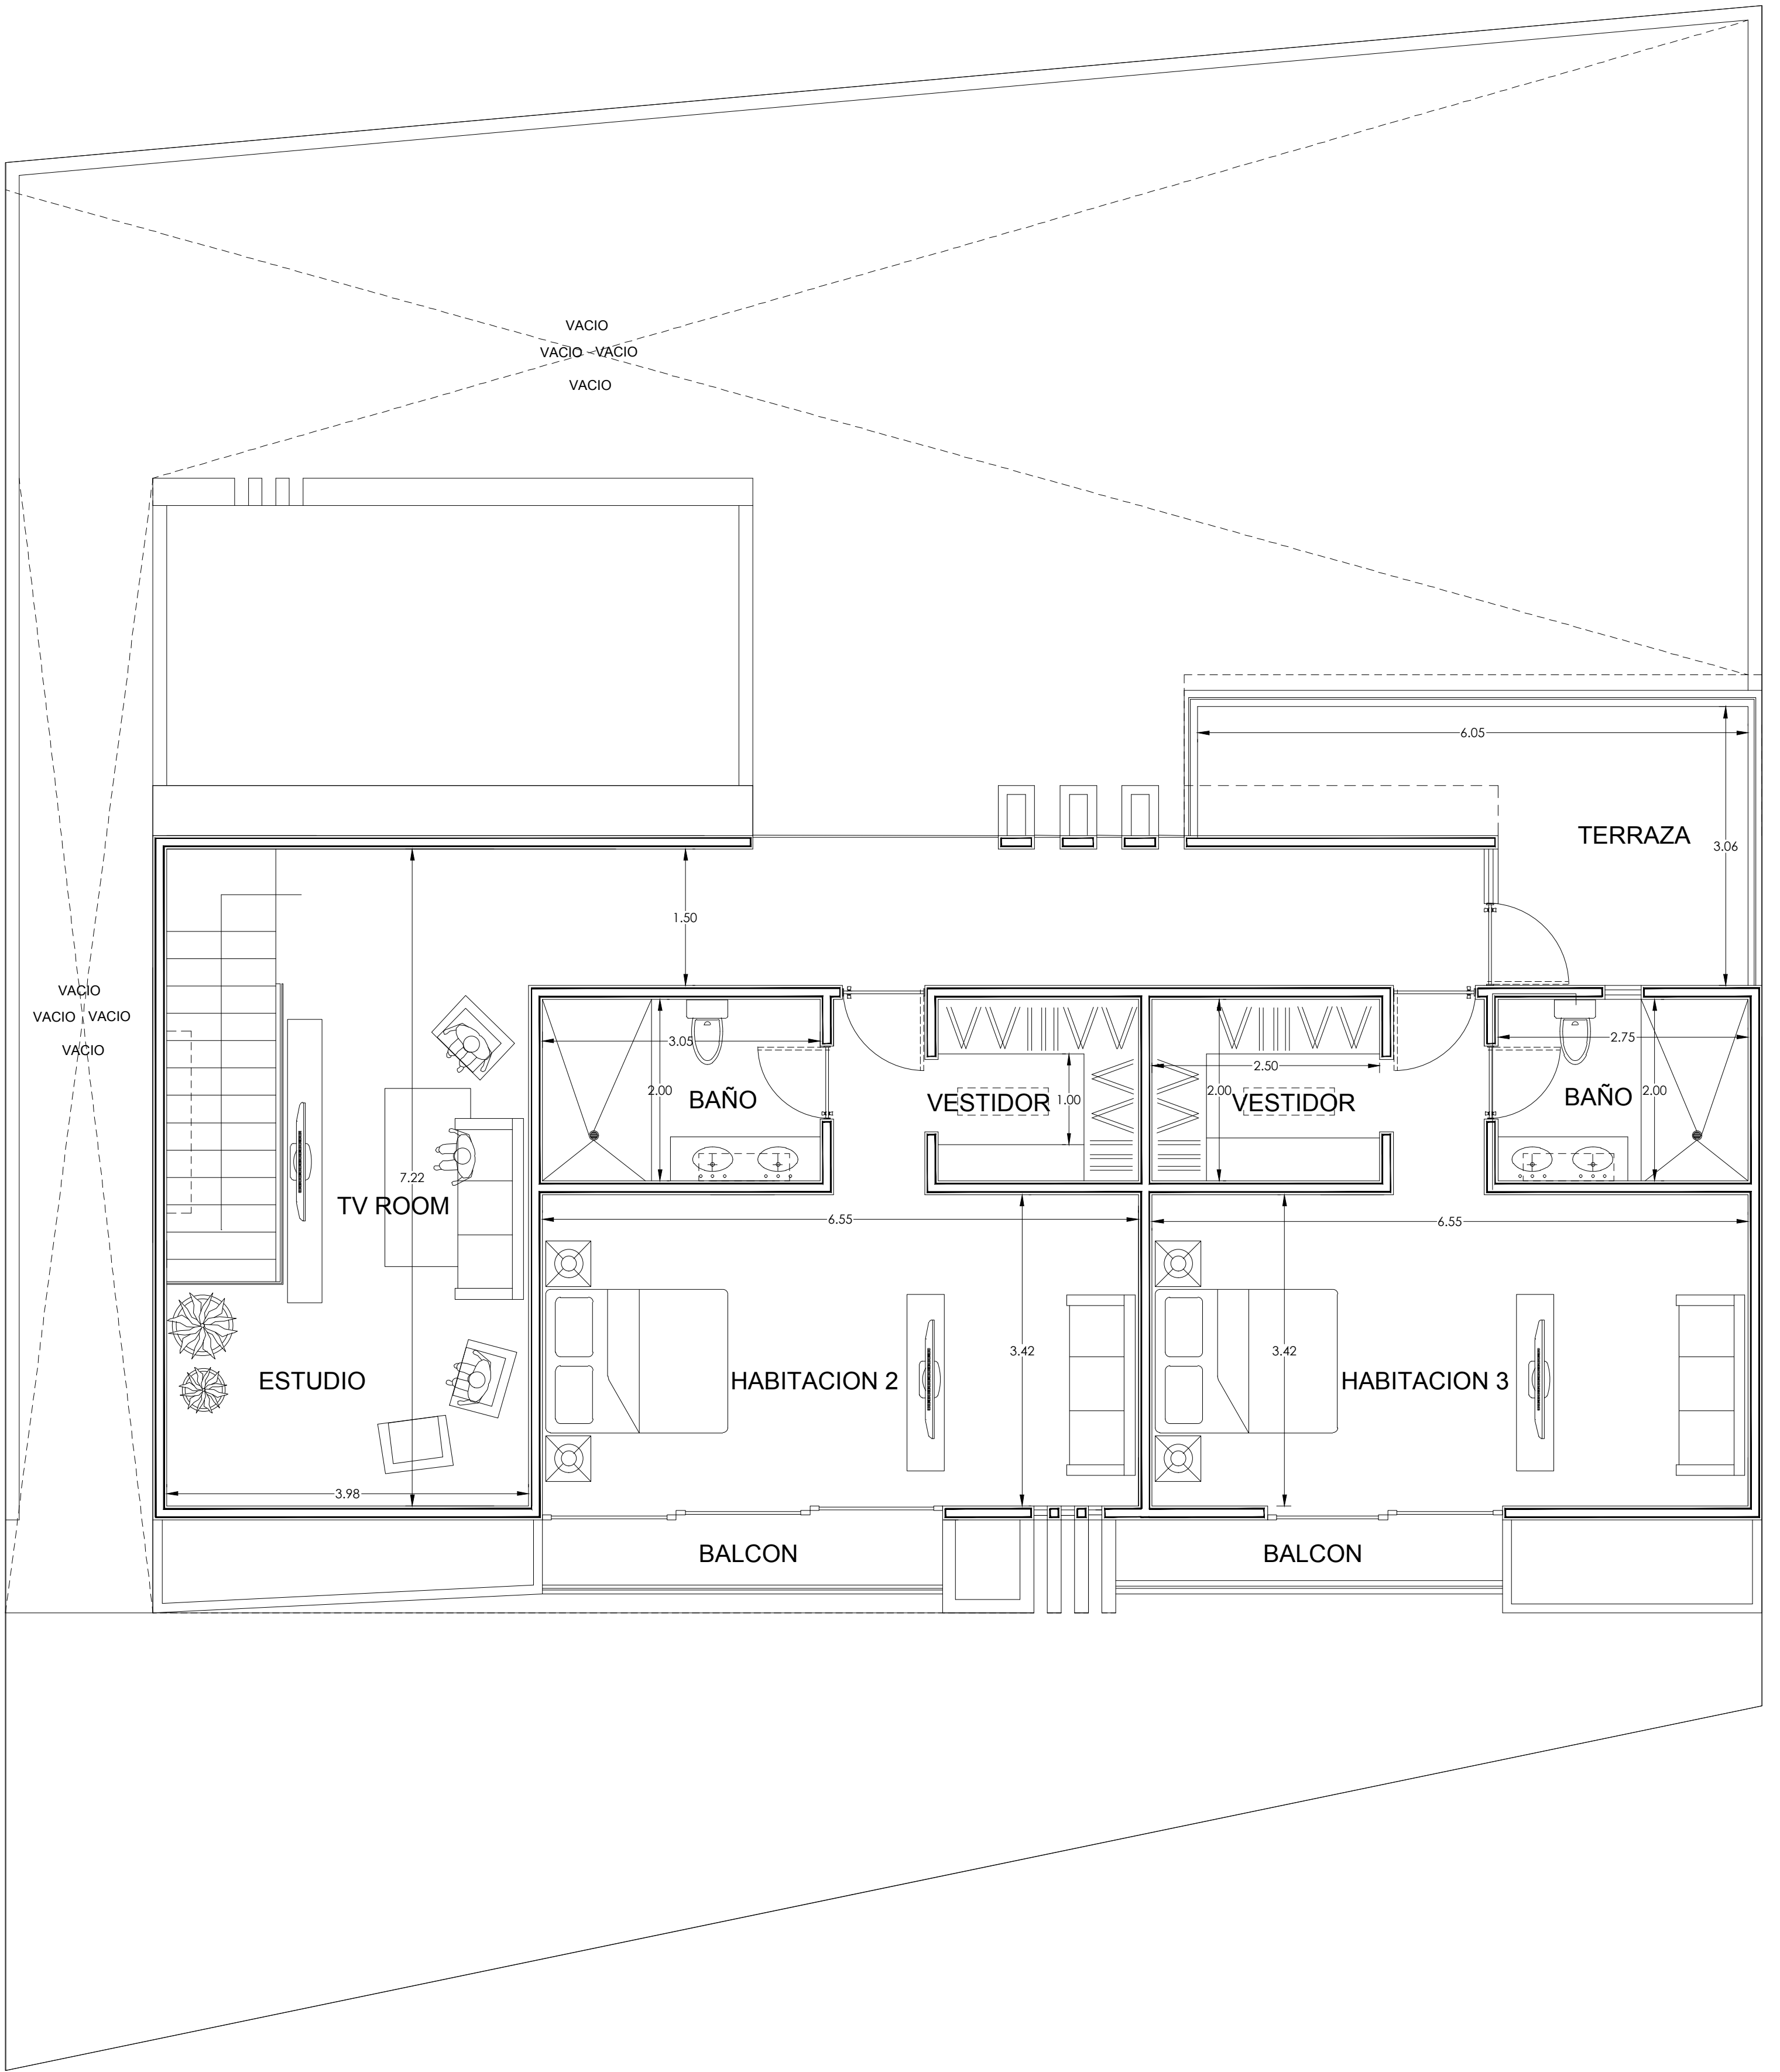 VACIO
VACIO VACIO
VACIO
6.05
TERRAZA
3.06
1.50
VACIO
VACIO VACIO
VACIO
3.05
2.00
BAÑO
VESTIDOR
1.00
2.50
2.00
VESTIDOR
2.75
BAÑO
2.00
7.22
TV ROOM
6.55
6.55
3.42
3.42
ESTUDIO
HABITACION 2
HABITACION 3
3.98
BALCON
BALCON